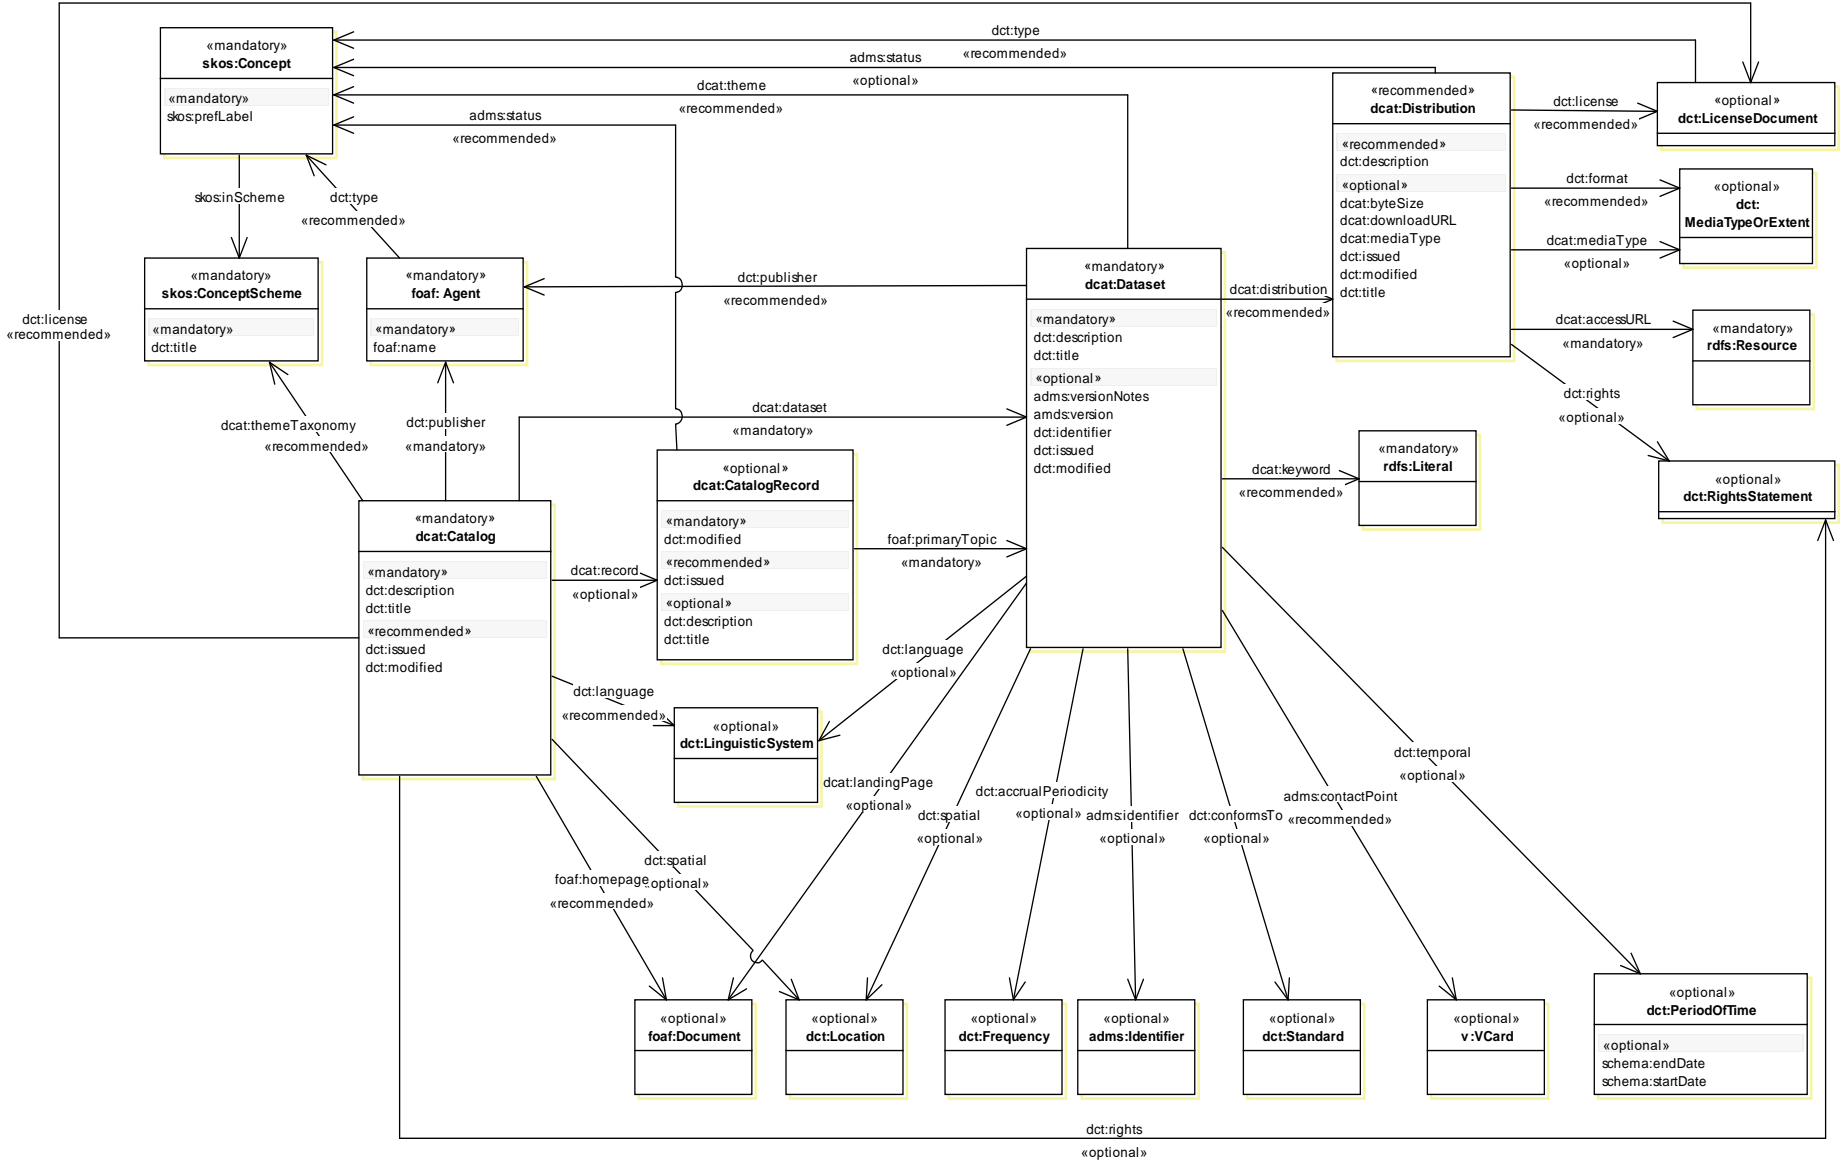 dct:type
«recommended»
adms:status
«optional»
dcat:theme
«recommended»
adms:status
«recommended»
«mandatory»
skos:Concept
«mandatory»
skos:prefLabel
skos:inScheme
dct:type
«recommended»
«recommended»
dcat:Distribution
«recommended»
dct:description
«optional»
dcat:byteSize
dcat:downloadURL
dcat:mediaType
dct:issued
dct:modified
dct:title
dct:license
«recommended»
«optional»
dct:LicenseDocument
dct:format
«recommended»
dcat:mediaType
«optional»
«optional»
dct:
MediaTypeOrExtent
dcat:accessURL
«mandatory»
«mandatory»
rdfs:Resource
dct:rights
«optional»
«optional»
dct:RightsStatement
dct:license
«recommended»
«mandatory»
skos:ConceptScheme
«mandatory»
dct:title
«mandatory»
foaf: Agent
«mandatory»
foaf:name
dct:publisher
«recommended»
«mandatory»
dcat:Dataset
«mandatory»
dct:description
dct:title
«optional»
adms:versionNotes
amds:version
dct:identifier
dct:issued
dct:modified
dcat:distribution
«recommended»
dcat:keyword
«recommended»
«mandatory»
rdfs:Literal
dcat:themeTaxonomy
«recommended»
dct:publisher
«mandatory»
dcat:dataset
«mandatory»
«optional»
dcat:CatalogRecord
«mandatory»
dct:modified
«recommended»
dct:issued
«optional»
dct:description
dct:title
foaf:primaryTopic
«mandatory»
«mandatory»
dcat:Catalog
«mandatory»
dct:description
dct:title
«recommended»
dct:issued
dct:modified
dcat:record
«optional»
dct:language
«recommended»
«optional»
dct:LinguisticSystem
dct:language
«optional»
dcat:landingPage
«optional»
dct:spatial
«optional»
dct:accrualPeriodicity
«optional»
adms:identifier
«optional»
dct:conformsTo
«optional»
adms:contactPoint
«recommended»
dct:temporal
«optional»
dct:spatial
«optional»
foaf:homepage
«recommended»
«optional»
foaf:Document
«optional»
dct:Location
«optional»
dct:Frequency
«optional»
adms:Identifier
«optional»
dct:Standard
«optional»
v:VCard
«optional»
dct:PeriodOfTime
«optional»
schema:endDate
schema:startDate
dct:rights
«optional»